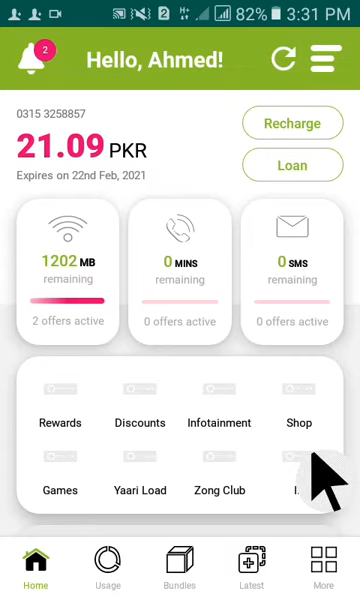 2 H+ 82% 3:31 PM
2
Hello, Ahmed!
0315 3258857
21.09 PKR
Expires on 22nd Feb, 2021
Recharge
Loan
1202 MB
remaining
2 offers active
0 MINS
remaining
0 offers active
0 SMS
remaining
0 offers active
Rewards Discounts Infotainment Shop
Games Yaari Load Zong Club
Home Usage Bundles Latest More